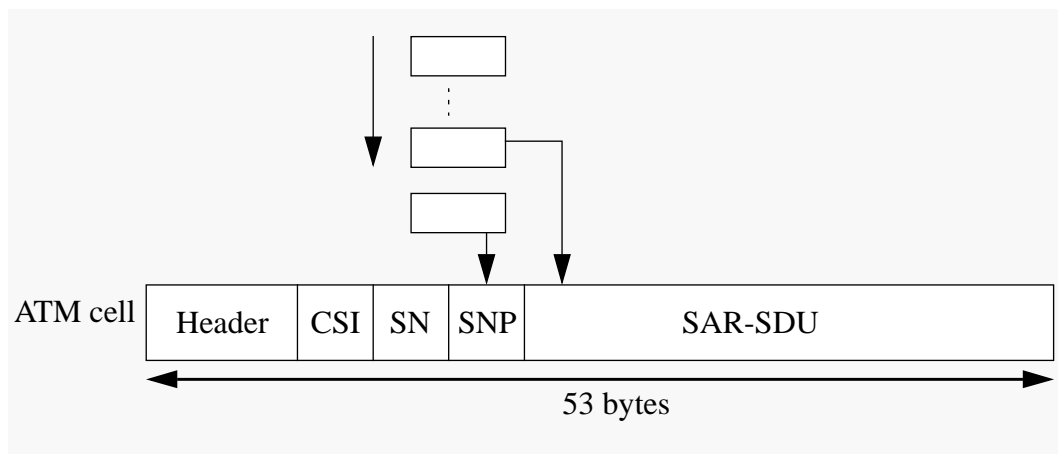 ATM cell
Header
CSI
SN
SNP
SAR-SDU
53 bytes